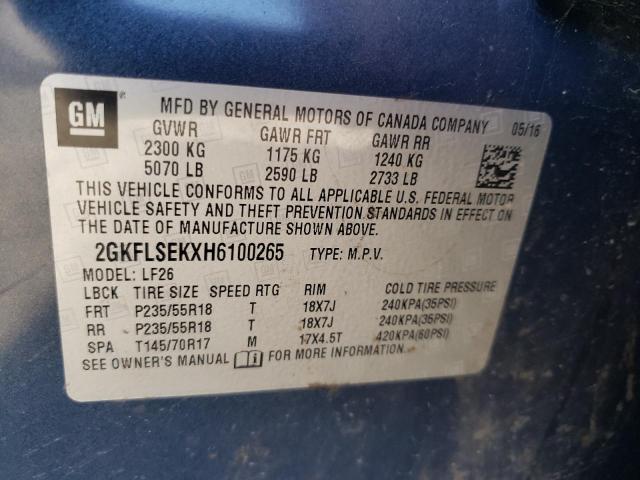 GM
MFD BY GENERAL MOTORS OF CANADA COMPANY 05/16
GVWR GAWR FRT GAWR RR
2300 KG 1175 KG 1240 KG
5070 LB 2590 LB 2733 LB
THIS VEHICLE CONFORMS TO ALL APPLICABLE U.S. FEDERAL MOTOR
VEHICLE SAFETY AND THEFT PREVENTION STANDARDS IN EFFECT ON
THE DATE OF MANUFACTURE SHOWN ABOVE.
2GKFLSEKXH6100265 TYPE: M.P.V.
MODEL: LF26
LBCK TIRE SIZE SPEED RTG RIM COLD TIRE PRESSURE
FRT P235/55R18 T 18X7J 240KPA(35PSI)
RR P235/55R18 T 18X7J 240KPA(35PSI)
SPA T145/70R17 M 17X4.5T 420KPA(60PSI)
SEE OWNER'S MANUAL FOR MORE INFORMATION